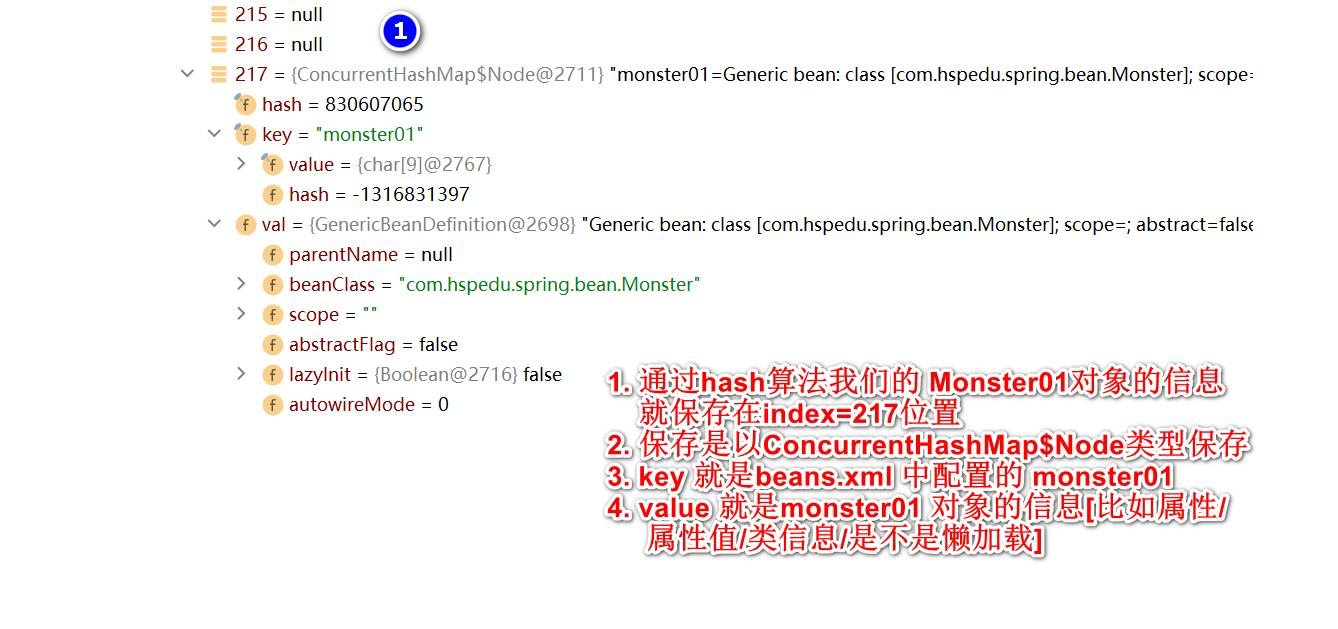 215 = null
1
216 = null
217 = {ConcurrentHashMap$Node@2711} "monster01=Generic bean: class [com.hspedu.spring.bean.Monster]; scope=
f hash = 830607065
f key = "monster01"
f value = {char[9]@2767}
f hash = -1316831397
f val = {GenericBeanDefinition@2698} "Generic bean: class [com.hspedu.spring.bean.Monster]; scope=; abstract=false
f parentName = null
f beanClass = "com.hspedu.spring.bean.Monster"
f scope = ""
f abstractFlag = false
f lazyInit = {Boolean@2716} false
f autowireMode = 0
1. 通过hash算法我们的 Monster01对象的信息
就保存在index=217位置
2. 保存是以ConcurrentHashMap$Node类型保存
3. key 就是beans.xml 中配置的 monster01
4. value 就是monster01 对象的信息[比如属性/
属性值/类信息/是不是懒加载]